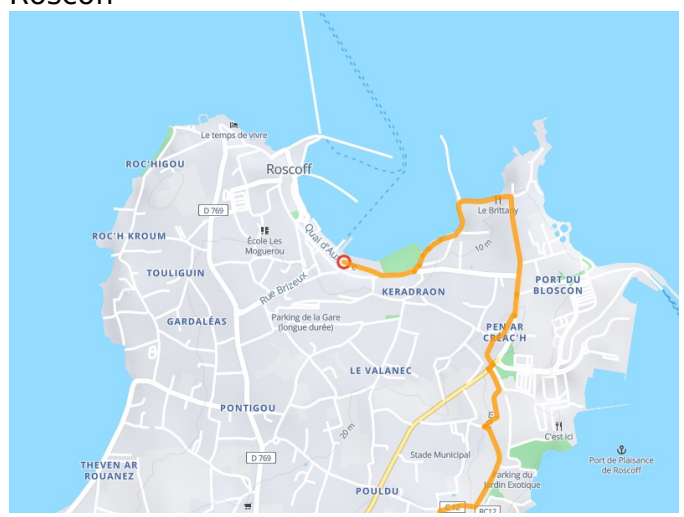 Roscoff
Le temps de vivre
ROC'HIGOU
Roscoff
D 769
Le Brittany
ROC'H KROUM
École Les
Moguerou
10 m
TOULIGUIN
Rue Brizeux
KERADRAON
PORT DU
BLOSCON
GARDALÉAS
Parking de la Gare
(longue durée)
PEN AR
CREAC'H
LE VALANEC
PONTIGOU
20 m
C'est ici
D 769
Stade Municipal
Port de Plaisance
de Roscoff
THEVEN AR
ROUANEZ
Parking du
Jardin Exotique
POULDU
RC12